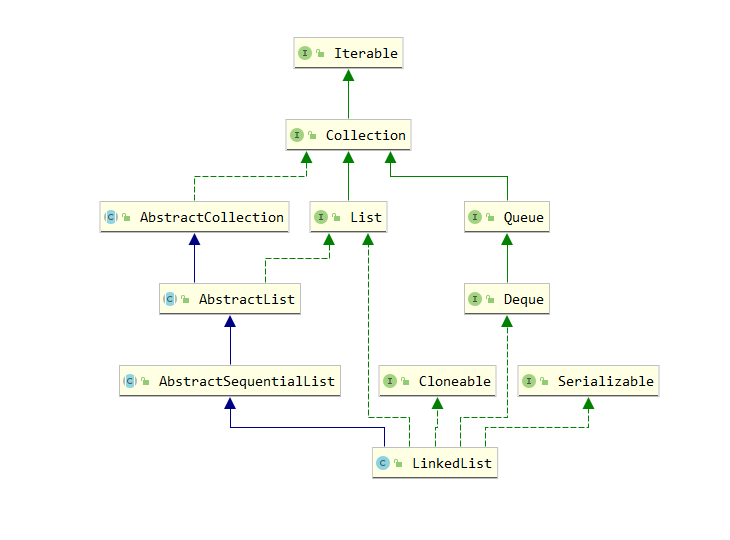 I Iterable
I Collection
C AbstractCollection
I List
I Queue
C AbstractList
I Deque
C AbstractSequentialList
I Cloneable
I Serializable
C LinkedList